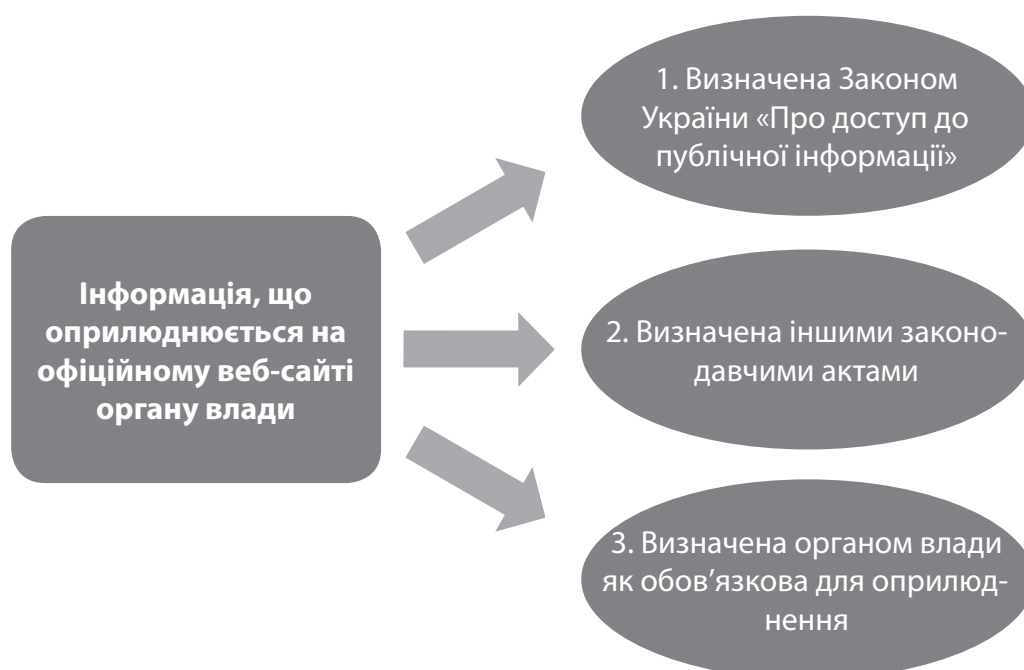 Інформація, що
оприлюднюється на
офіційному веб-сайті
органу влади
1. Визначена Законом
України «Про доступ до
публічної інформації»
2. Визначена іншими законо-
давчими актами
3. Визначена органом влади
як обов’язкова для оприлюд-
нення